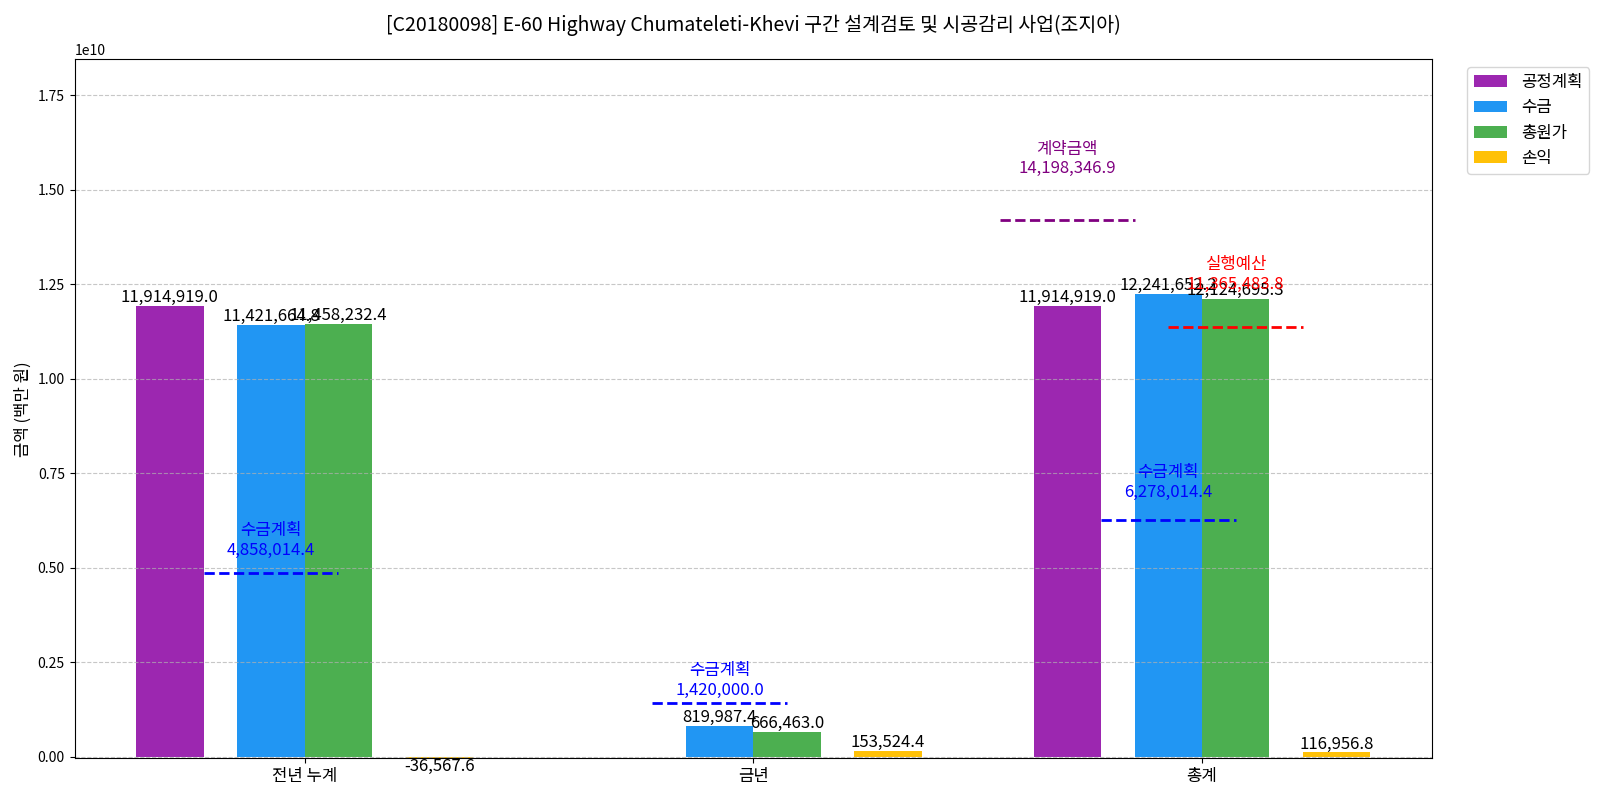 [C20180098] E-60 Highway Chumateleti-Khevi 구간 설계검토 및 시공감리 사업(조지아)
1e10
금액 (백만 원)
1.75
1.50
1.25
1.00
0.75
0.50
0.25
0.00
11,914,919.0
11,421,664.8
11,458,232.4
수금계획
4,858,014.4
-36,567.6
전년 누계
수금계획
1,420,000.0
819,987.4
666,463.0
153,524.4
금년
계약금액
14,198,346.9
11,914,919.0
12,241,652.2
실행예산
11,365,483.8
12,124,695.3
수금계획
6,278,014.4
116,956.8
총계
공정계획
수금
총원가
손익